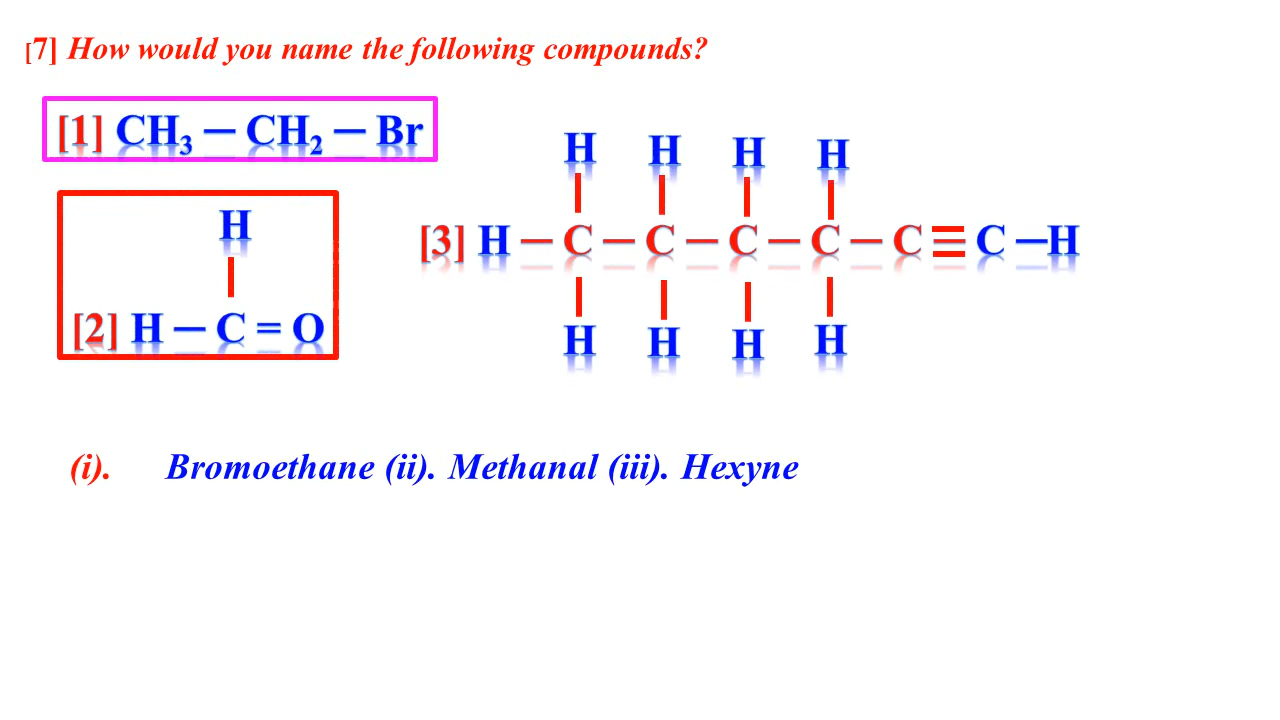 [7] How would you name the following compounds?
[1] CH₃ — CH₂ — Br
H
[2] H — C = O
H H H H
[3] H — C — C — C — C — C ≡ C — H
H H H H
(i). Bromoethane (ii). Methanal (iii). Hexyne